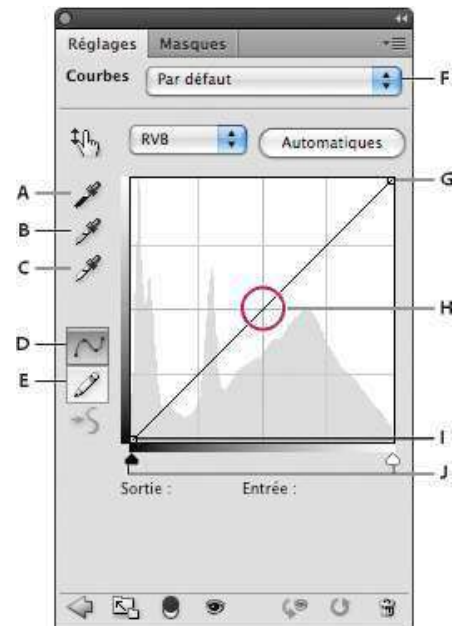 Réglages Masques
Courbes Par défaut
F
RVB Automatiques
A
G
B
C
H
D
E
I
J
Sortie : Entrée :